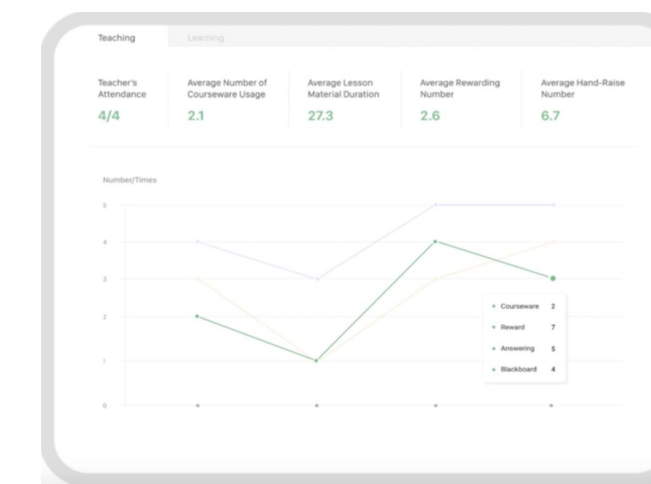 Teaching
Learning
Teacher's
Attendance
4/4
Average Number of
Courseware Usage
2.1
Average Lesson
Material Duration
27.3
Average Rewarding
Number
2.6
Average Hand-Raise
Number
6.7
Number/Times
5
4
3
2
1
0
Courseware 2
Reward 7
Answering 5
Blackboard 4